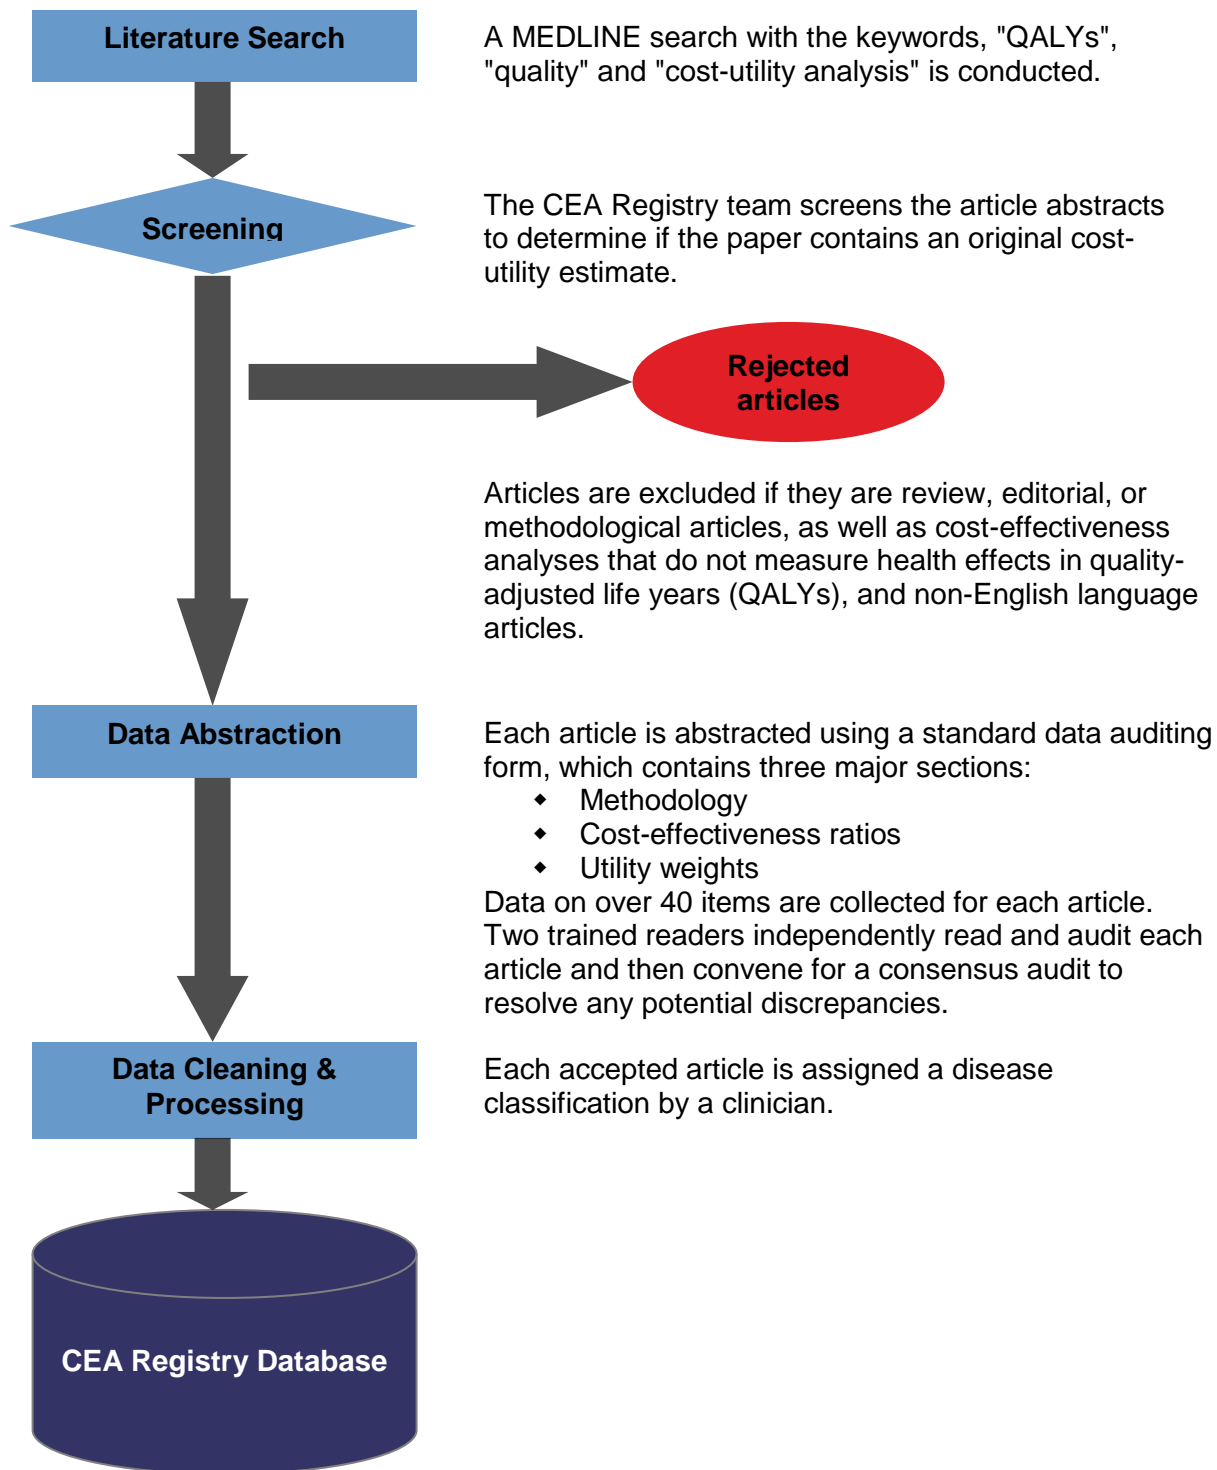 Literature Search
A MEDLINE search with the keywords, "QALYs",
"quality" and "cost-utility analysis" is conducted.
Screening
The CEA Registry team screens the article abstracts
to determine if the paper contains an original cost-
utility estimate.
Rejected
articles
Articles are excluded if they are review, editorial, or
methodological articles, as well as cost-effectiveness
analyses that do not measure health effects in quality-
adjusted life years (QALYs), and non-English language
articles.
Data Abstraction
Each article is abstracted using a standard data auditing
form, which contains three major sections:
◆ Methodology
◆ Cost-effectiveness ratios
◆ Utility weights
Data on over 40 items are collected for each article.
Two trained readers independently read and audit each
article and then convene for a consensus audit to
resolve any potential discrepancies.
Data Cleaning &
Processing
Each accepted article is assigned a disease
classification by a clinician.
CEA Registry Database